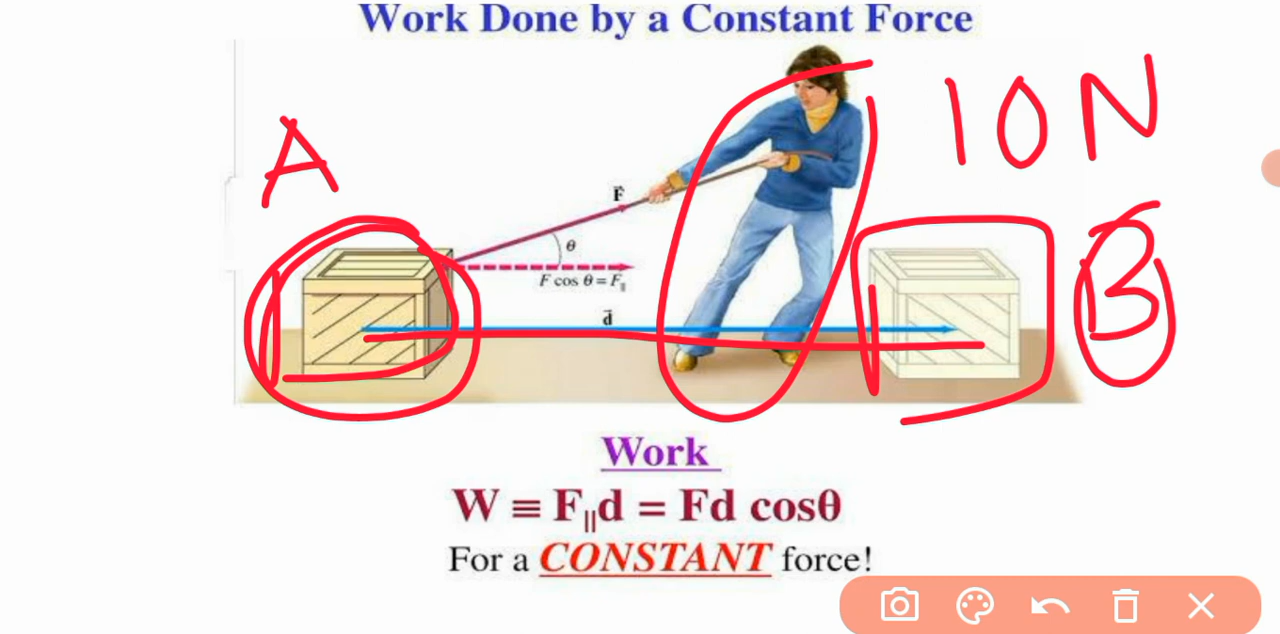 Work Done by a Constant Force
10N
A
F⃗
θ
F cos θ = F||
B
d⃗
Work
W ≡ F||d = Fd cosθ
For a CONSTANT force!